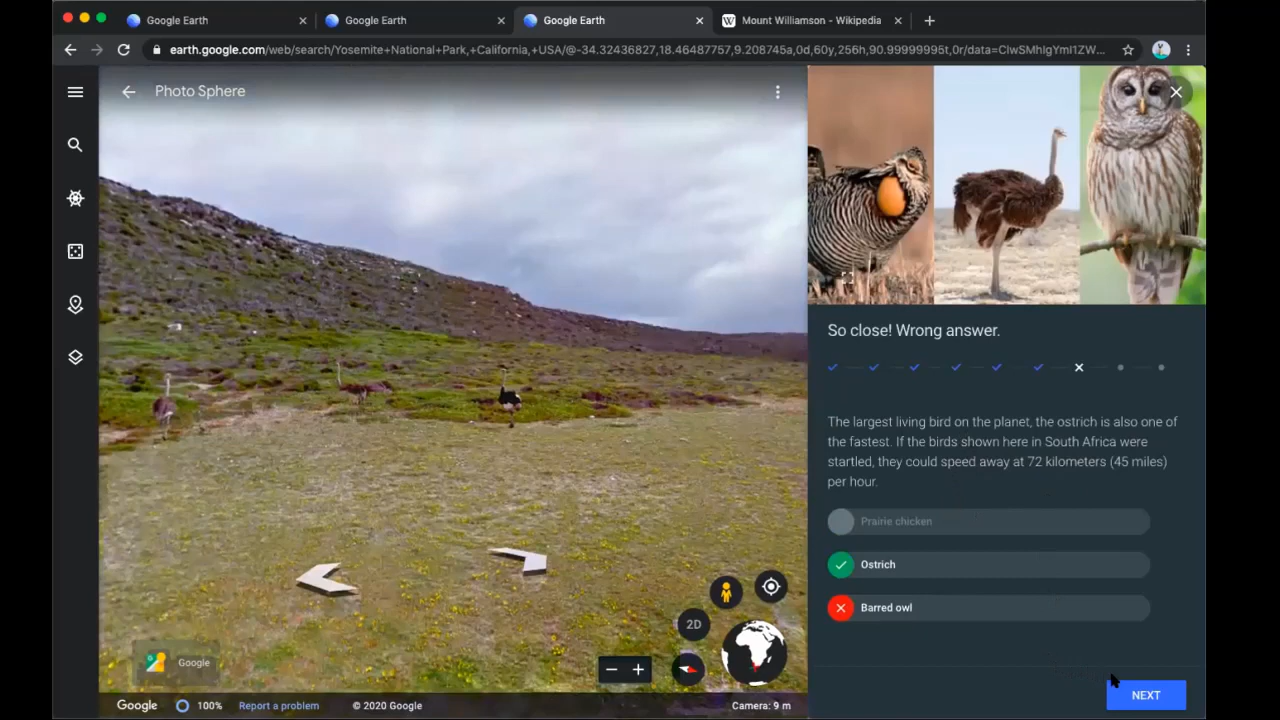 Google Earth
Google Earth
Google Earth
Mount Williamson - Wikipedia
earth.google.com/web/search/Yosemite+National+Park,+California,+USA/@-34.32436827,18.46487757,9.208745a,0d,60y,256h,90.99999995t,0r/data=CIwSMhIgYmI1ZW...
Photo Sphere
So close! Wrong answer.
The largest living bird on the planet, the ostrich is also one of
the fastest. If the birds shown here in South Africa were
startled, they could speed away at 72 kilometers (45 miles)
per hour.
Prairie chicken
Ostrich
Barred owl
2D
Google
NEXT
Google
100%
Report a problem
© 2020 Google
Camera: 9 m